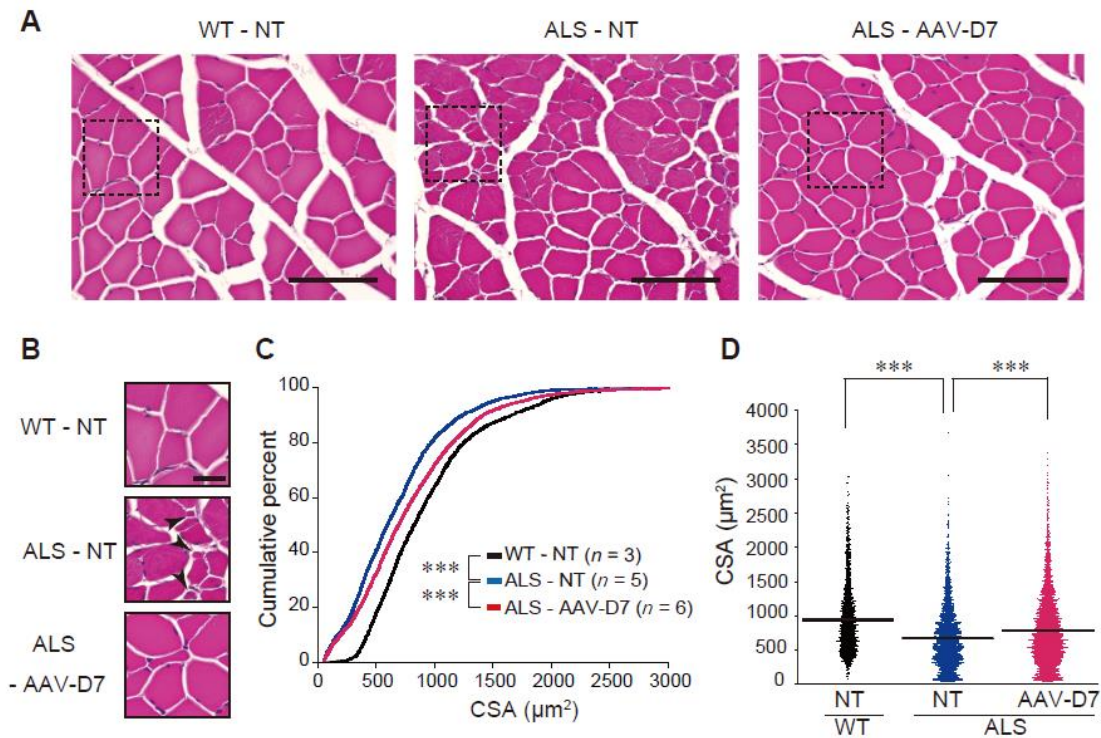 A
WT - NT
ALS - NT
ALS - AAV-D7
B
WT - NT
ALS - NT
ALS
- AAV-D7
C
Cumulative percent
100
80
60
40
20
0
0 500 1000 1500 2000 2500 3000
CSA (µm²)
*** WT - NT (n = 3)
*** ALS - NT (n = 5)
ALS - AAV-D7 (n = 6)
D
*** ***
CSA (µm²)
4000
3500
3000
2500
2000
1500
1000
500
0
NT NT AAV-D7
WT ALS